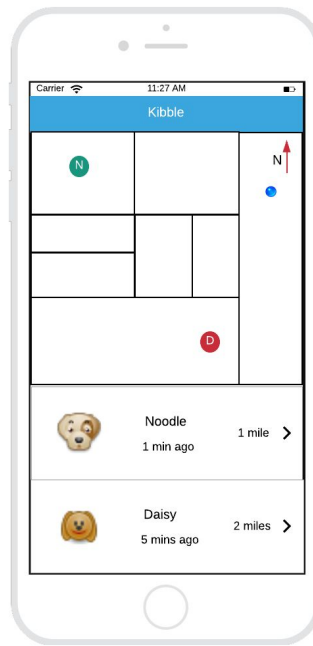 Carrier 11:27 AM
Kibble
N
N
D
Noodle
1 min ago
1 mile
Daisy
5 mins ago
2 miles